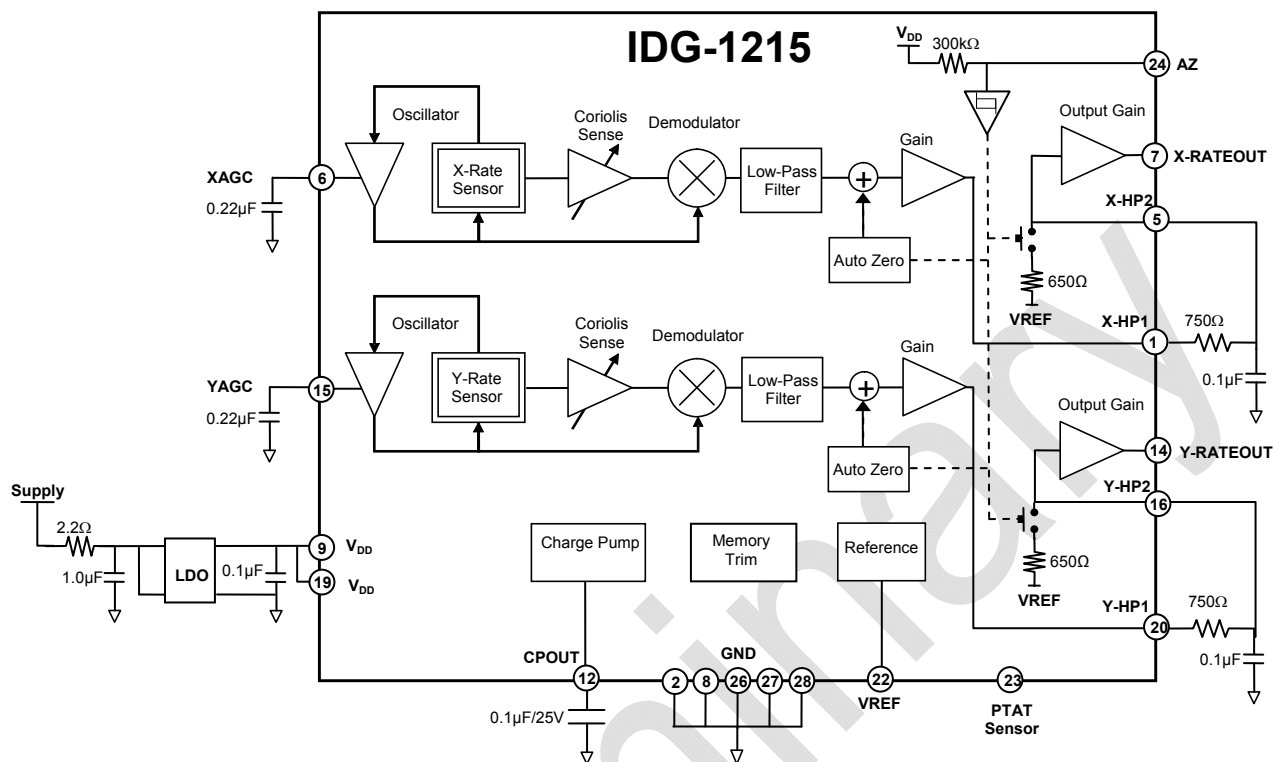 IDG-1215
VDD
300kΩ
24
AZ
Oscillator
Coriolis
Sense
Demodulator
Output Gain
Gain
XAGC
6
X-Rate
Sensor
Low-Pass
Filter
+
7
X-RATEOUT
0.22µF
X-HP2
5
Auto Zero
650Ω
VREF
X-HP1
750Ω
1
0.1µF
Oscillator
Coriolis
Sense
Demodulator
Gain
YAGC
15
Y-Rate
Sensor
Low-Pass
Filter
+
Output Gain
0.22µF
14
Y-RATEOUT
Auto Zero
Y-HP2
16
Supply
2.2Ω
1.0µF
LDO
0.1µF
9
VDD
19
VDD
Charge Pump
Memory
Trim
Reference
650Ω
VREF
Y-HP1
750Ω
20
0.1µF
CPOUT
GND
12
2
8
26
27
28
22
23
0.1µF/25V
VREF
PTAT
Sensor
minary